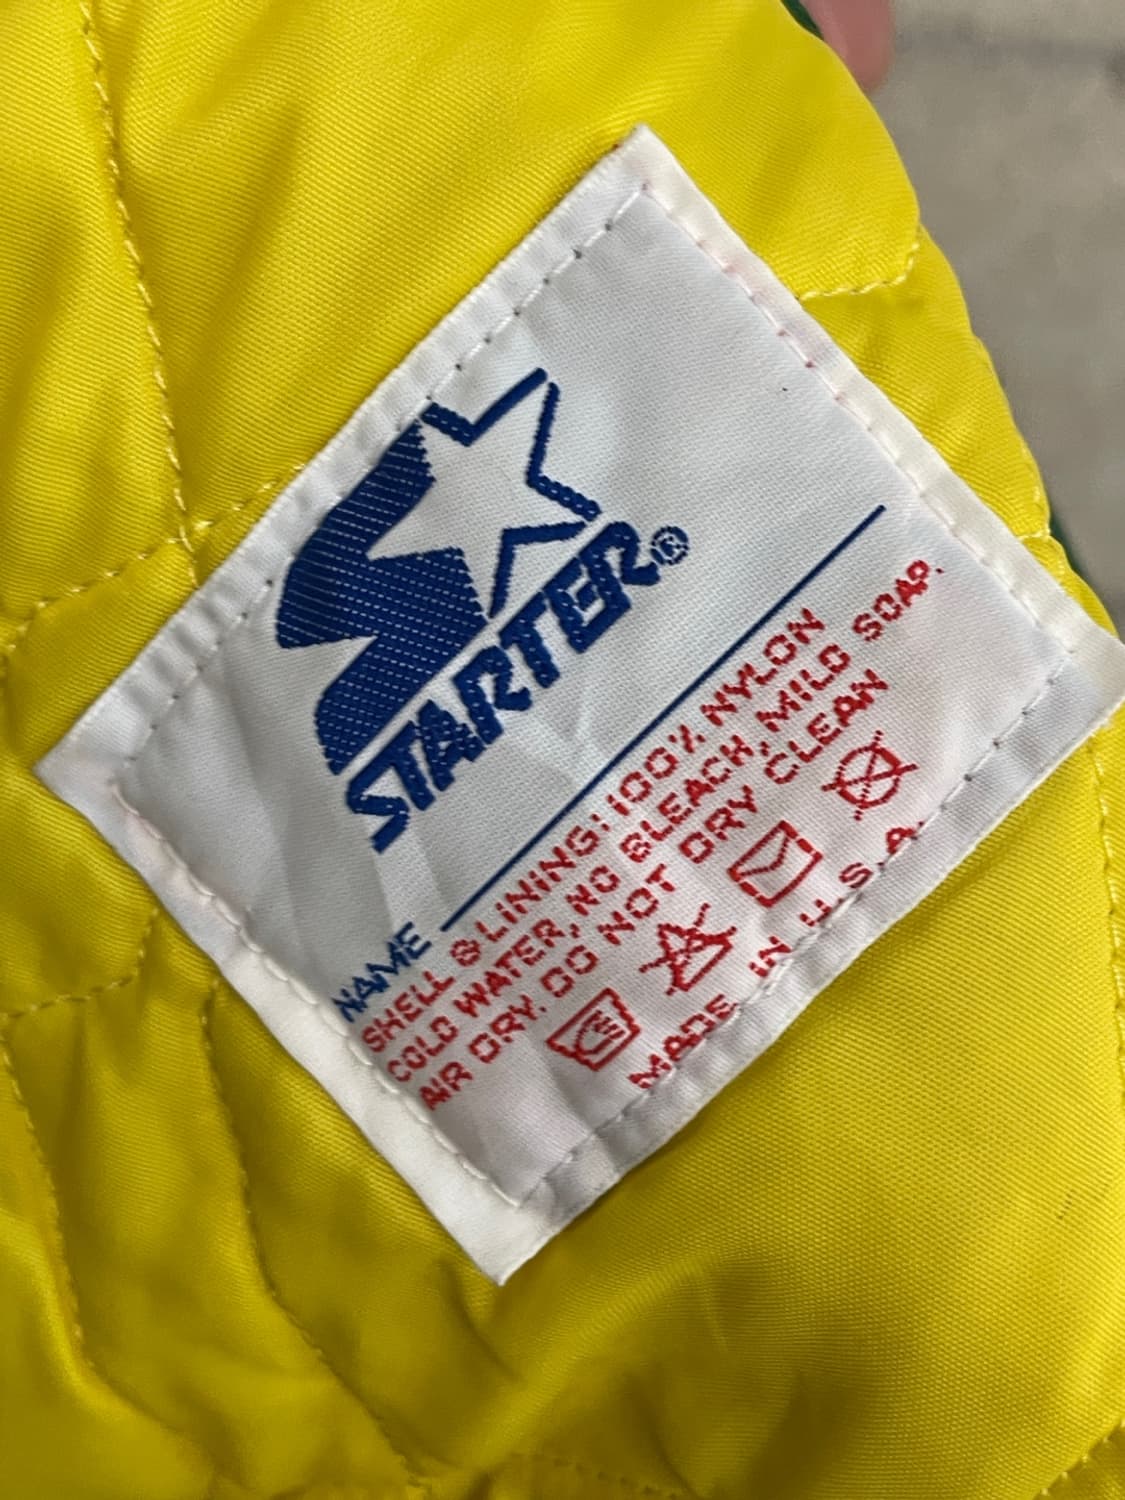 STARTER®
NAME
SHELL & LINING: 100% NYLON
COLD WATER, NO BLEACH, MILD SOAP.
AIR DRY. DO NOT DRY CLEAN
MADE IN U.S.A.